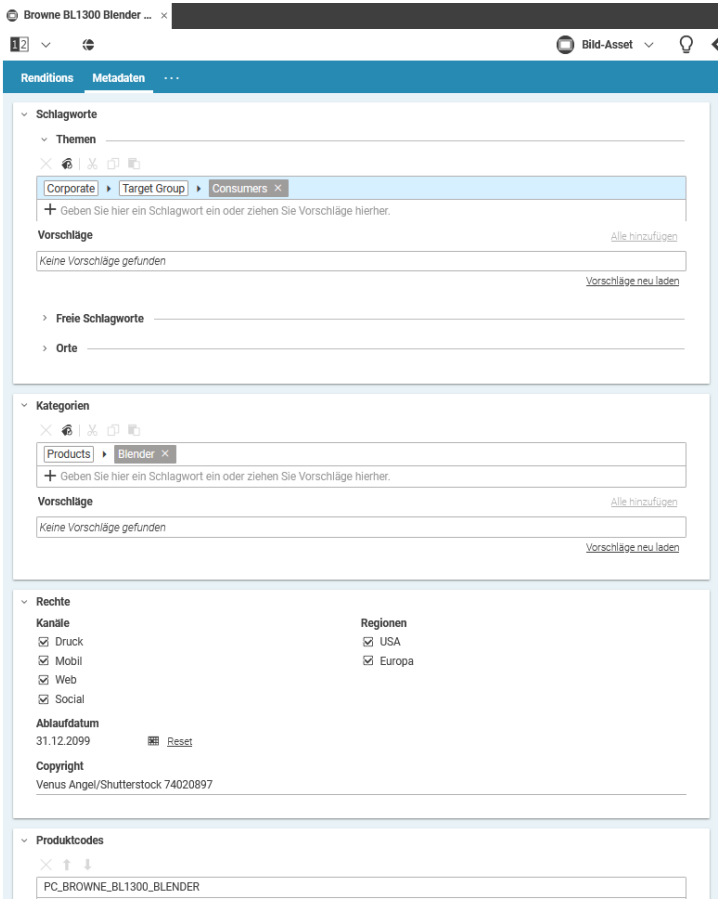 Browne BL1300 Blender ... ×
12
Bild-Asset
Renditions Metadaten ...
Schlagworte
Themen
Corporate Target Group Consumers ×
+ Geben Sie hier ein Schlagwort ein oder ziehen Sie Vorschläge hierher.
Vorschläge Alle hinzufügen
Keine Vorschläge gefunden
Vorschläge neu laden
Freie Schlagworte
Orte
Kategorien
Products Blender ×
+ Geben Sie hier ein Schlagwort ein oder ziehen Sie Vorschläge hierher.
Vorschläge Alle hinzufügen
Keine Vorschläge gefunden
Vorschläge neu laden
Rechte
Kanäle Regionen
Druck USA
Mobil Europa
Web
Social
Ablaufdatum
31.12.2099 Reset
Copyright
Venus Angel/Shutterstock 74020897
Produktcodes
PC_BROWNE_BL1300_BLENDER